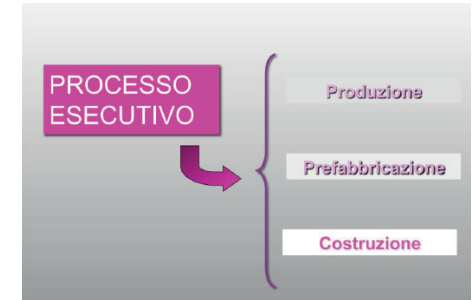 PROCESSO
ESECUTIVO
Produzione
Prefabbricazione
Costruzione